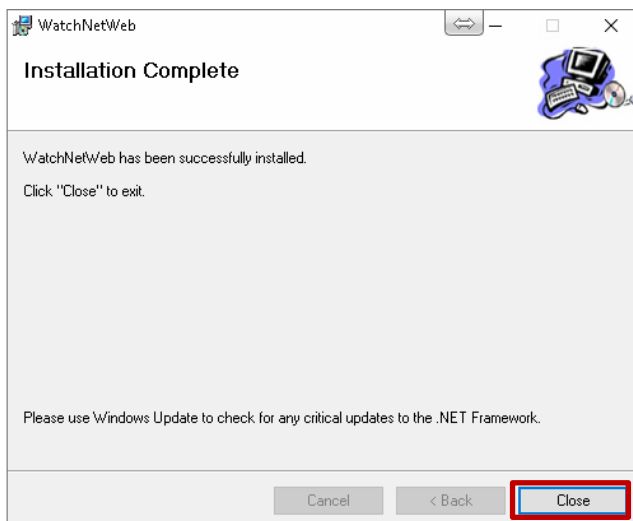 WatchNetWeb
Installation Complete
WatchNetWeb has been successfully installed.
Click "Close" to exit.
Please use Windows Update to check for any critical updates to the .NET Framework.
Cancel
< Back
Close